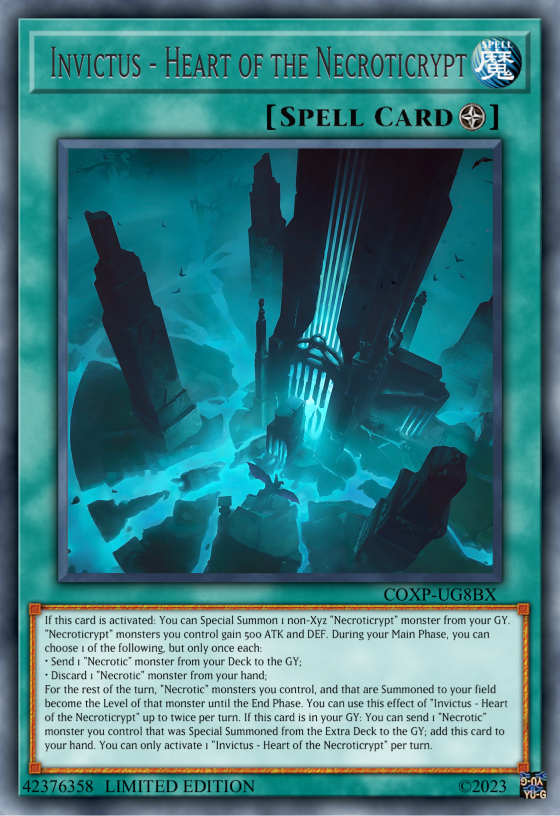 Invictus - Heart of the Necroticrypt
SPELL
魔
[Spell Card]
COXP-UG8BX
If this card is activated: You can Special Summon 1 non-Xyz "Necroticrypt" monster from your GY.
"Necroticrypt" monsters you control gain 500 ATK and DEF. During your Main Phase, you can
choose 1 of the following, but only once each:
• Send 1 "Necrotic" monster from your Deck to the GY;
• Discard 1 "Necrotic" monster from your hand;
For the rest of the turn, "Necrotic" monsters you control, and that are Summoned to your field
become the Level of that monster until the End Phase. You can use this effect of "Invictus - Heart
of the Necroticrypt" up to twice per turn. If this card is in your GY: You can send 1 "Necrotic"
monster you control that was Special Summoned from the Extra Deck to the GY; add this card to
your hand. You can only activate 1 "Invictus - Heart of the Necroticrypt" per turn.
42376358 LIMITED EDITION
©2023
YU-G